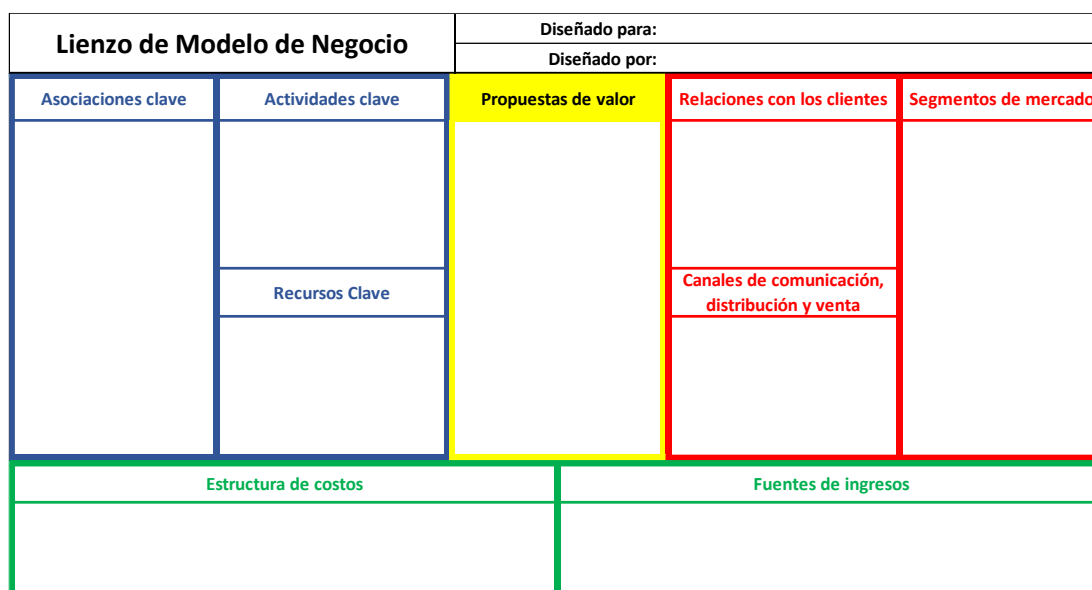 Lienzo de Modelo de Negocio
Diseñado para:
Diseñado por:
Asociaciones clave
Actividades clave
Propuestas de valor
Relaciones con los clientes
Segmentos de mercado
Recursos Clave
Canales de comunicación,
distribución y venta
Estructura de costos
Fuentes de ingresos